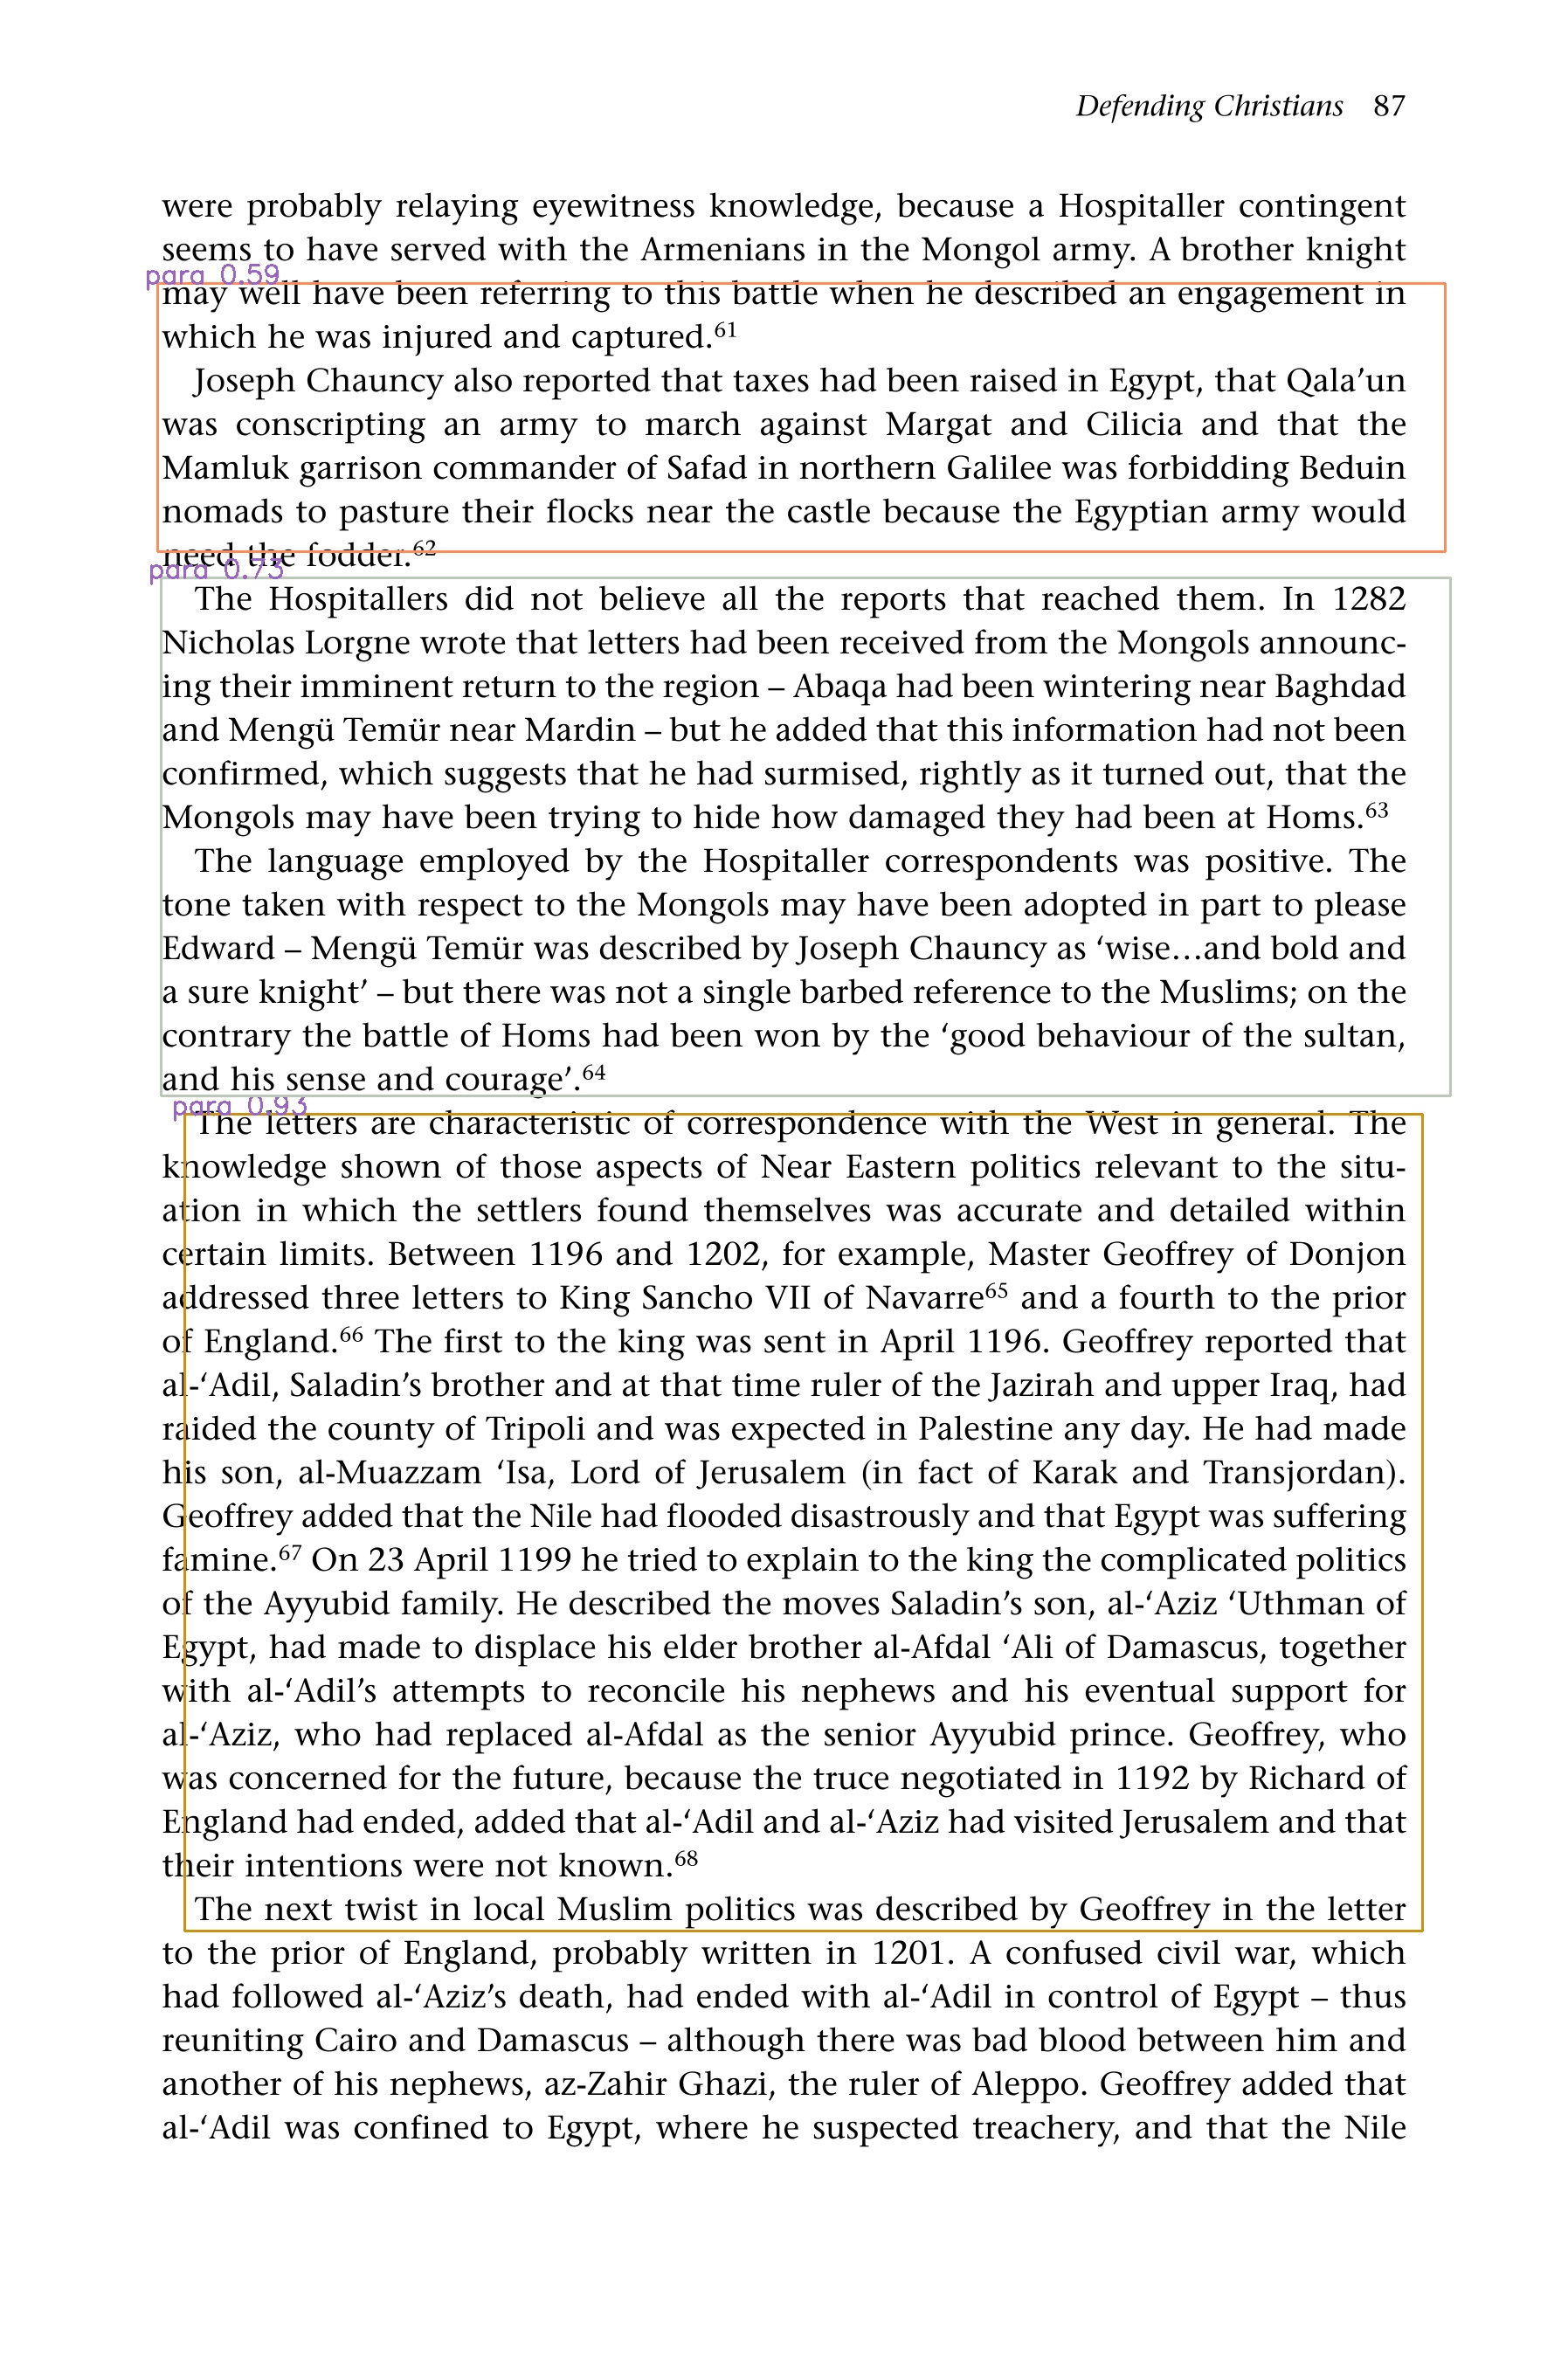 Defending Christians 87
were probably relaying eyewitness knowledge, because a Hospitaller contingent
seems to have served with the Armenians in the Mongol army. A brother knight
para 0.59
may well have been referring to this battle when he described an engagement in
which he was injured and captured.61
Joseph Chauncy also reported that taxes had been raised in Egypt, that Qala’un
was conscripting an army to march against Margat and Cilicia and that the
Mamluk garrison commander of Safad in northern Galilee was forbidding Beduin
nomads to pasture their flocks near the castle because the Egyptian army would
need the fodder.62
para 0.73
The Hospitallers did not believe all the reports that reached them. In 1282
Nicholas Lorgne wrote that letters had been received from the Mongols announc-
ing their imminent return to the region – Abaqa had been wintering near Baghdad
and Mengü Temür near Mardin – but he added that this information had not been
confirmed, which suggests that he had surmised, rightly as it turned out, that the
Mongols may have been trying to hide how damaged they had been at Homs.63
The language employed by the Hospitaller correspondents was positive. The
tone taken with respect to the Mongols may have been adopted in part to please
Edward – Mengü Temür was described by Joseph Chauncy as ‘wise…and bold and
a sure knight’ – but there was not a single barbed reference to the Muslims; on the
contrary the battle of Homs had been won by the ‘good behaviour of the sultan,
and his sense and courage’.64
para 0.93
The letters are characteristic of correspondence with the West in general. The
knowledge shown of those aspects of Near Eastern politics relevant to the situ-
ation in which the settlers found themselves was accurate and detailed within
certain limits. Between 1196 and 1202, for example, Master Geoffrey of Donjon
addressed three letters to King Sancho VII of Navarre65 and a fourth to the prior
of England.66 The first to the king was sent in April 1196. Geoffrey reported that
al-‘Adil, Saladin’s brother and at that time ruler of the Jazirah and upper Iraq, had
raided the county of Tripoli and was expected in Palestine any day. He had made
his son, al-Muazzam ‘Isa, Lord of Jerusalem (in fact of Karak and Transjordan).
Geoffrey added that the Nile had flooded disastrously and that Egypt was suffering
famine.67 On 23 April 1199 he tried to explain to the king the complicated politics
of the Ayyubid family. He described the moves Saladin’s son, al-‘Aziz ‘Uthman of
Egypt, had made to displace his elder brother al-Afdal ‘Ali of Damascus, together
with al-‘Adil’s attempts to reconcile his nephews and his eventual support for
al-‘Aziz, who had replaced al-Afdal as the senior Ayyubid prince. Geoffrey, who
was concerned for the future, because the truce negotiated in 1192 by Richard of
England had ended, added that al-‘Adil and al-‘Aziz had visited Jerusalem and that
their intentions were not known.68
The next twist in local Muslim politics was described by Geoffrey in the letter
to the prior of England, probably written in 1201. A confused civil war, which
had followed al-‘Aziz’s death, had ended with al-‘Adil in control of Egypt – thus
reuniting Cairo and Damascus – although there was bad blood between him and
another of his nephews, az-Zahir Ghazi, the ruler of Aleppo. Geoffrey added that
al-‘Adil was confined to Egypt, where he suspected treachery, and that the Nile